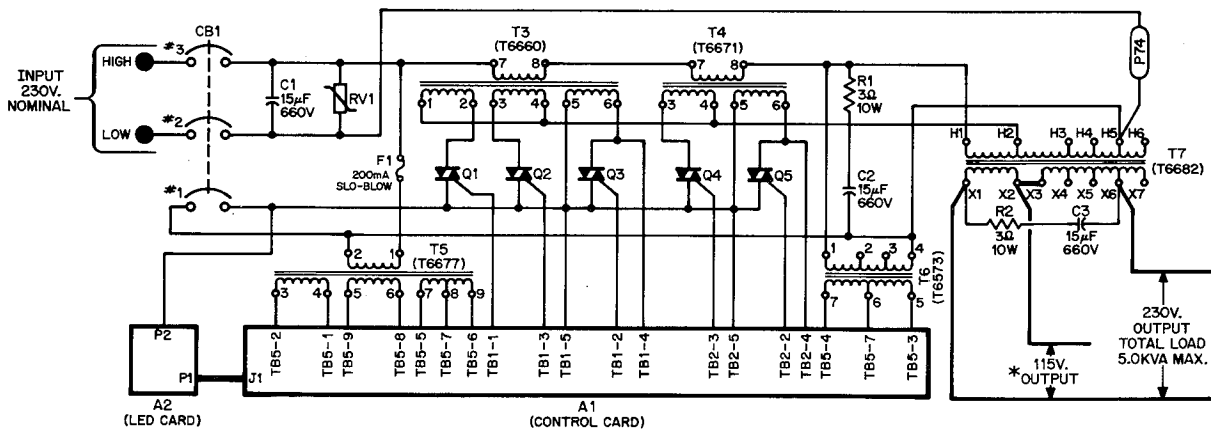 INPUT
230V.
NOMINAL
HIGH
LOW
#3
#2
#1
CB1
C1
15µF
660V
RV1
F1
200mA
SLO-BLOW
T3
(T6660)
7 8
1 2 3 4 5 6
T4
(T6671)
7 8
3 4 5 6
Q1
Q2
Q3
Q4
Q5
R1
3Ω
10W
C2
15µF
660V
P74
H1 H2 H3 H4 H5 H6
T7
(T6682)
X1 X2 X3 X4 X5 X6 X7
R2
3Ω
10W
C3
15µF
660V
2 1
T5
(T6677)
3 4 5 6 7 8 9
1 2 3 4
T6
(T6573)
7 6 5
TB5-2
TB5-1
TB5-9
TB5-8
TB5-5
TB5-7
TB5-6
TB1-1
TB1-3
TB1-5
TB1-2
TB1-4
TB2-3
TB2-5
TB2-2
TB2-4
TB5-4
TB5-7
TB5-3
P2
P1
J1
A2
(LED CARD)
A1
(CONTROL CARD)
*115V.
OUTPUT
230V.
OUTPUT
TOTAL LOAD
5.0KVA MAX.